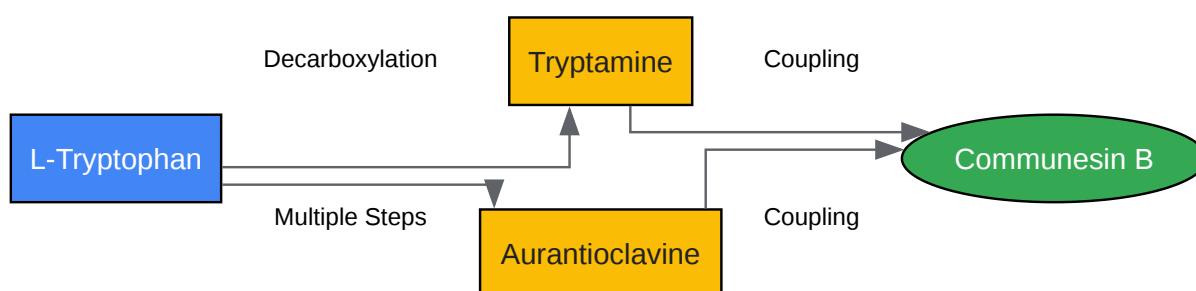 Decarboxylation
Tryptamine
Coupling
L-Tryptophan
Communesin B
Multiple Steps
Coupling
Aurantioclavine